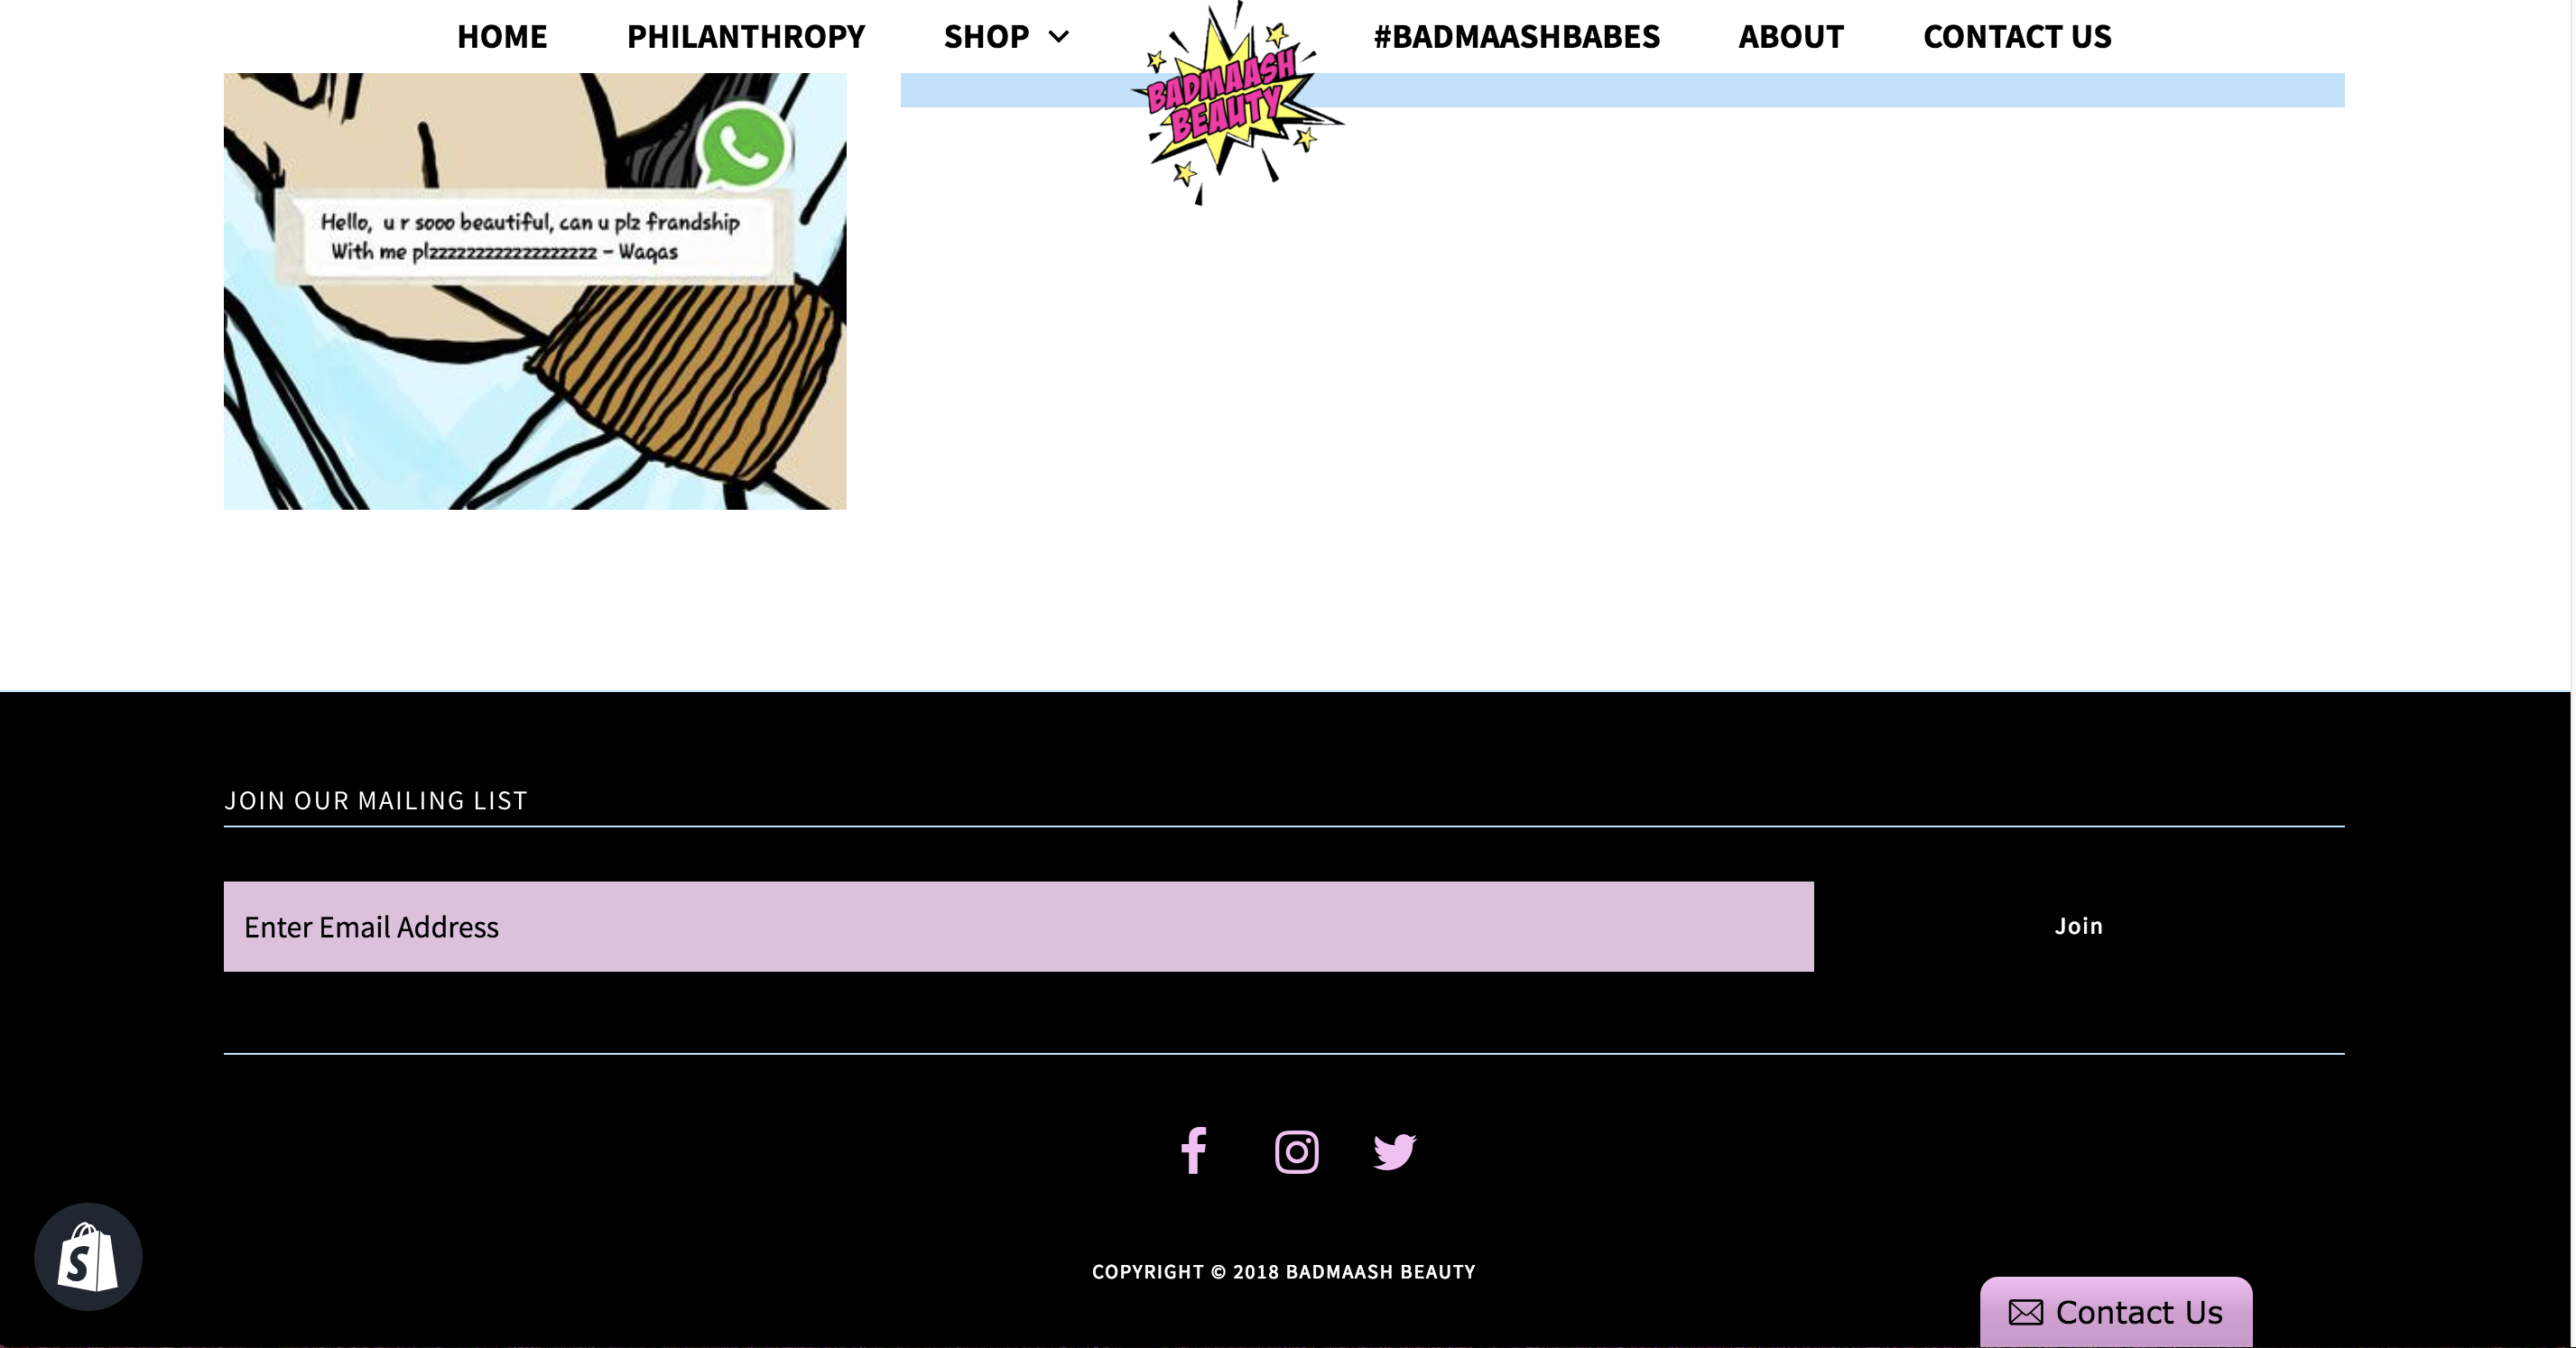 HOME PHILANTHROPY SHOP #BADMAASHBABES ABOUT CONTACT US
BADMAASH
BEAUTY
Hello, u r sooo beautiful, can u plz frandship
With me plzzzzzzzzzzzzzzzzzzz – Waqas
JOIN OUR MAILING LIST
Enter Email Address
Join
COPYRIGHT © 2018 BADMAASH BEAUTY
Contact Us